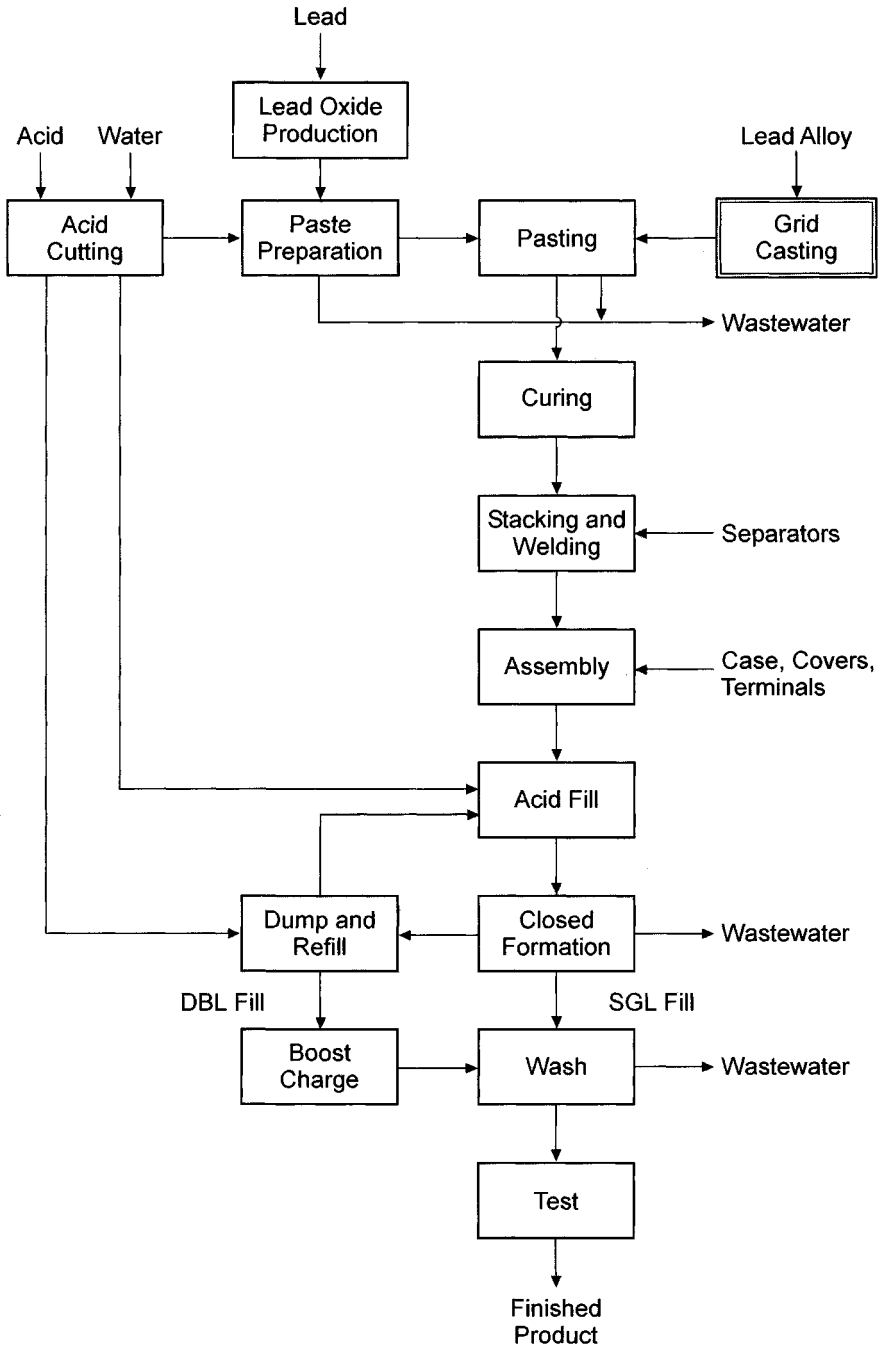 Lead
Lead Oxide
Production
Acid
Water
Lead Alloy
Acid
Cutting
Paste
Preparation
Pasting
Grid
Casting
Wastewater
Curing
Stacking and
Welding
Separators
Assembly
Case, Covers,
Terminals
Acid Fill
Dump and
Refill
Closed
Formation
Wastewater
DBL Fill
SGL Fill
Boost
Charge
Wash
Wastewater
Test
Finished
Product